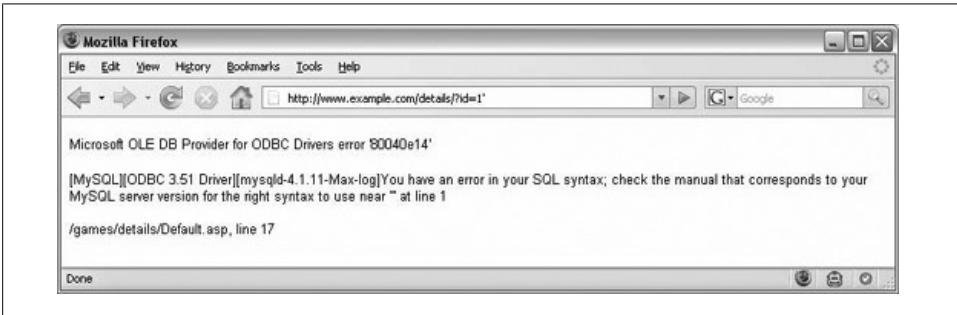 Mozilla Firefox
File Edit View History Bookmarks Tools Help
http://www.example.com/details/?id=1'
G Google
Microsoft OLE DB Provider for ODBC Drivers error '80040e14'
[MySQL][ODBC 3.51 Driver][mysqld-4.1.11-Max-log]You have an error in your SQL syntax; check the manual that corresponds to your
MySQL server version for the right syntax to use near ''' at line 1
/games/details/Default.asp, line 17
Done